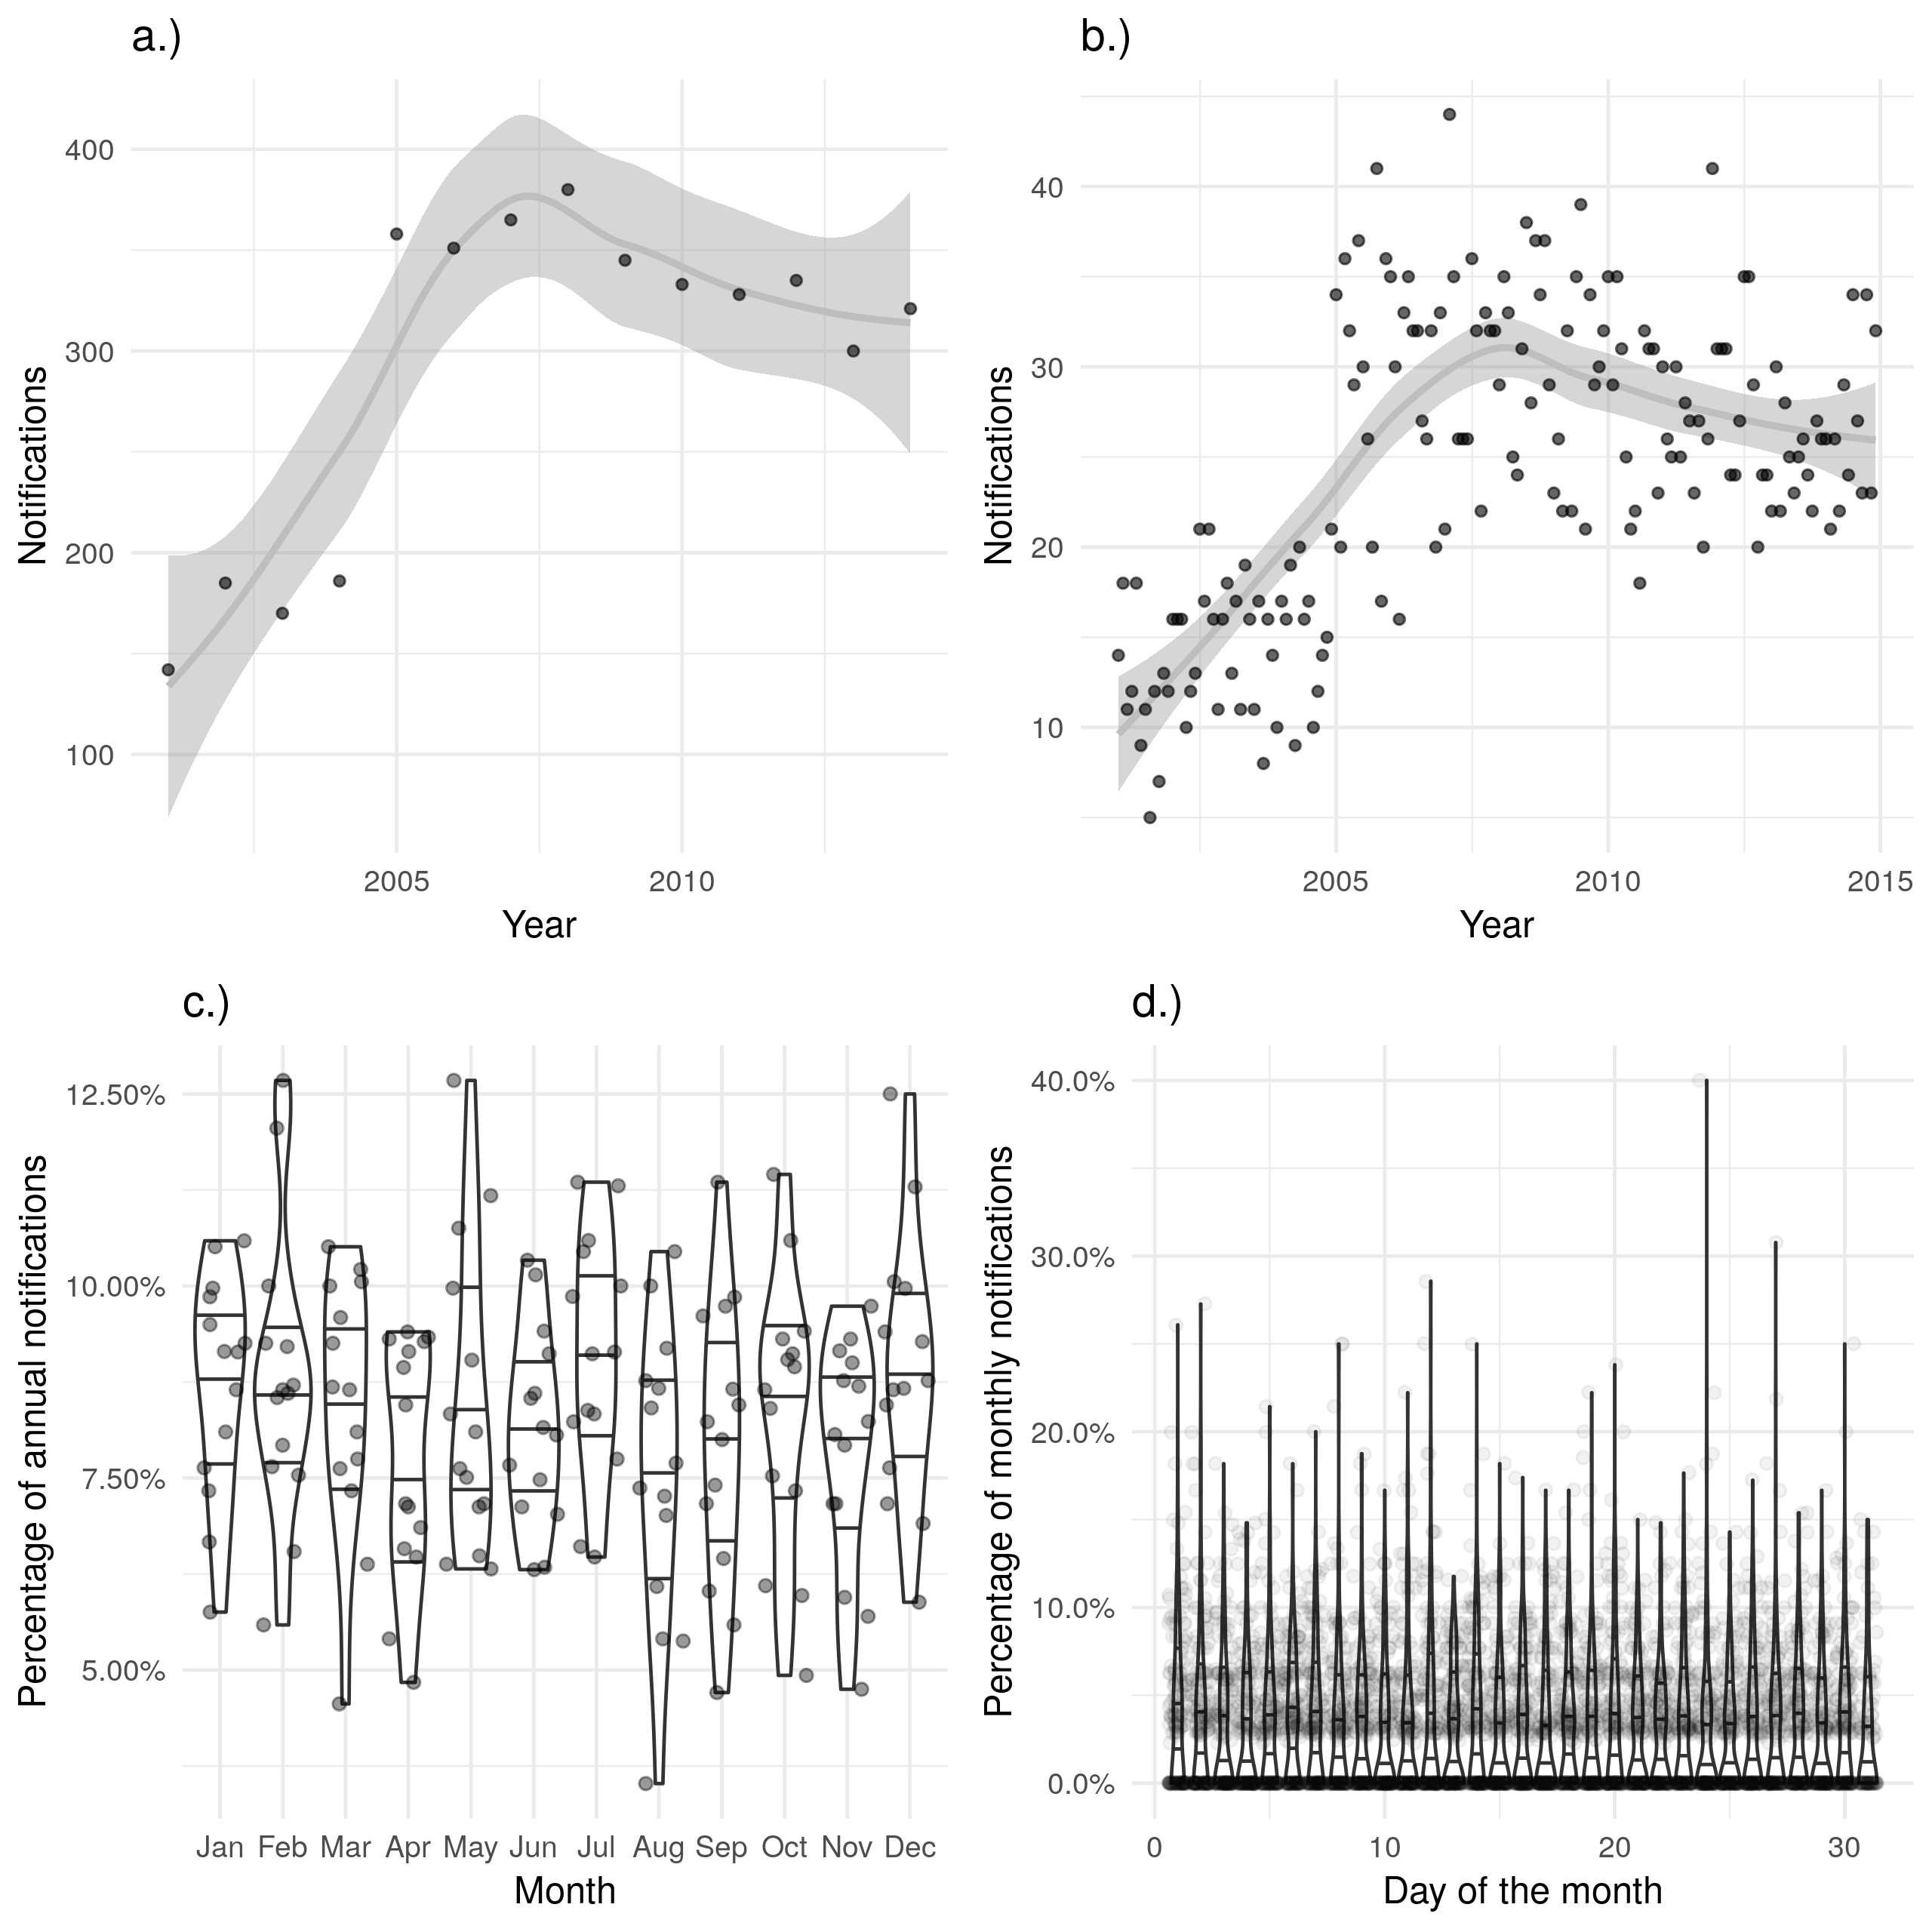 a.)
400
300
200
100
Notifications
2005 2010
Year
b.)
40
30
20
10
Notifications
2005 2010 2015
Year
c.)
12.50%
10.00%
7.50%
5.00%
Percentage of annual notifications
Jan Feb Mar Apr May Jun Jul Aug Sep Oct Nov Dec
Month
d.)
40.0%
30.0%
20.0%
10.0%
0.0%
Percentage of monthly notifications
0 10 20 30
Day of the month